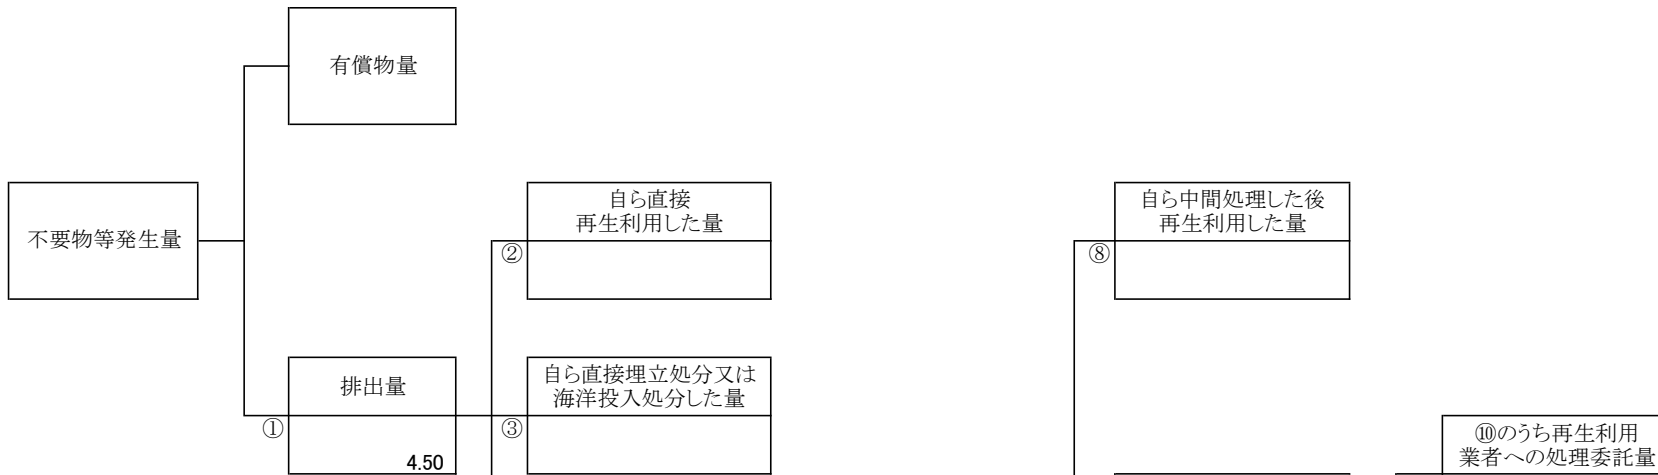 有償物量
不要物等発生量
自ら直接
再生利用した量
②
自ら中間処理した後
再生利用した量
⑧
排出量
①
4.50
自ら直接埋立処分又は
海洋投入処分した量
③
⑩のうち再生利用
業者への処理委託量